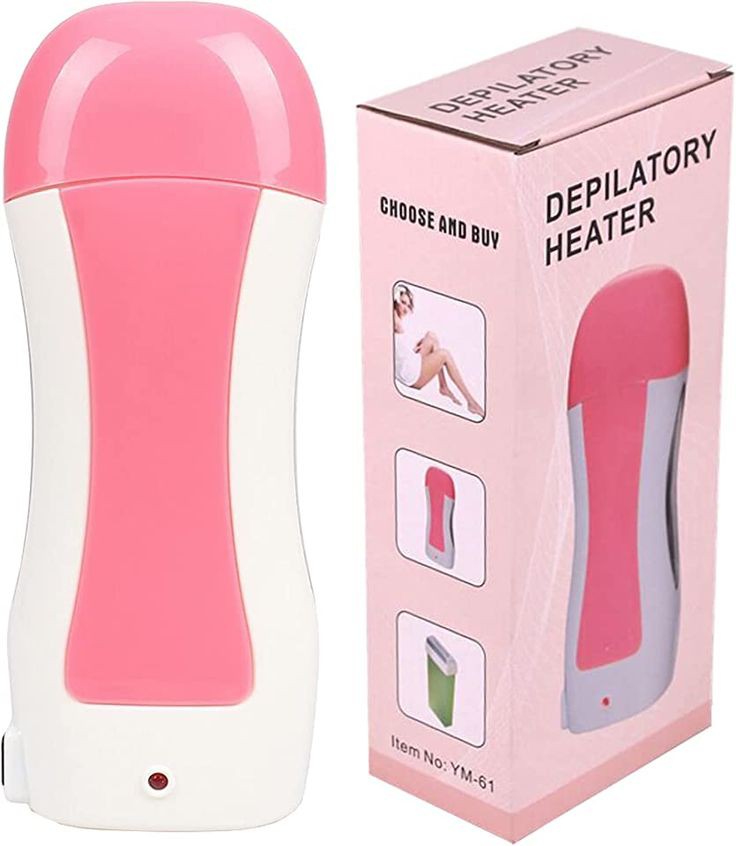 DEPILATORY
HEATER
CHOOSE AND BUY
DEPILATORY
HEATER
Item No: YM-61